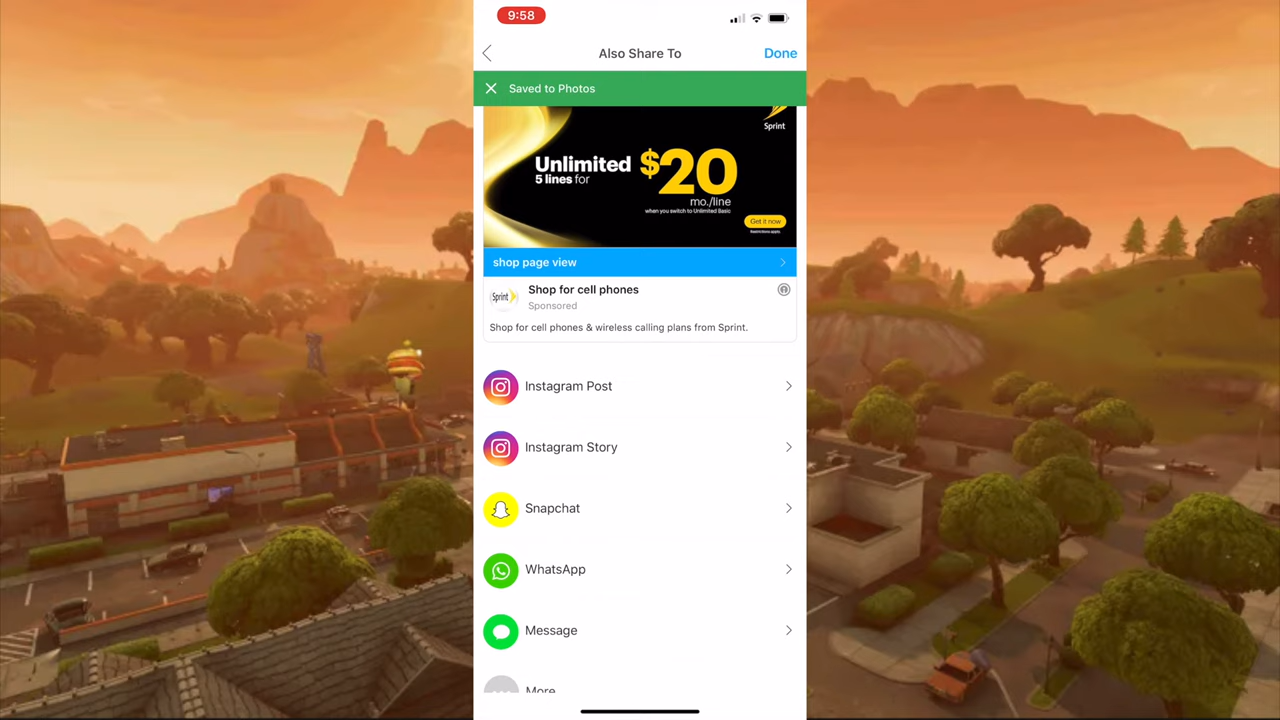 9:58
Also Share To
Done
Saved to Photos
Sprint
Unlimited $20
5 lines for
mo./line
when you switch to Unlimited Basic
Get it now
Restrictions apply.
shop page view
Sprint
Shop for cell phones
Sponsored
Shop for cell phones & wireless calling plans from Sprint.
Instagram Post
Instagram Story
Snapchat
WhatsApp
Message
More